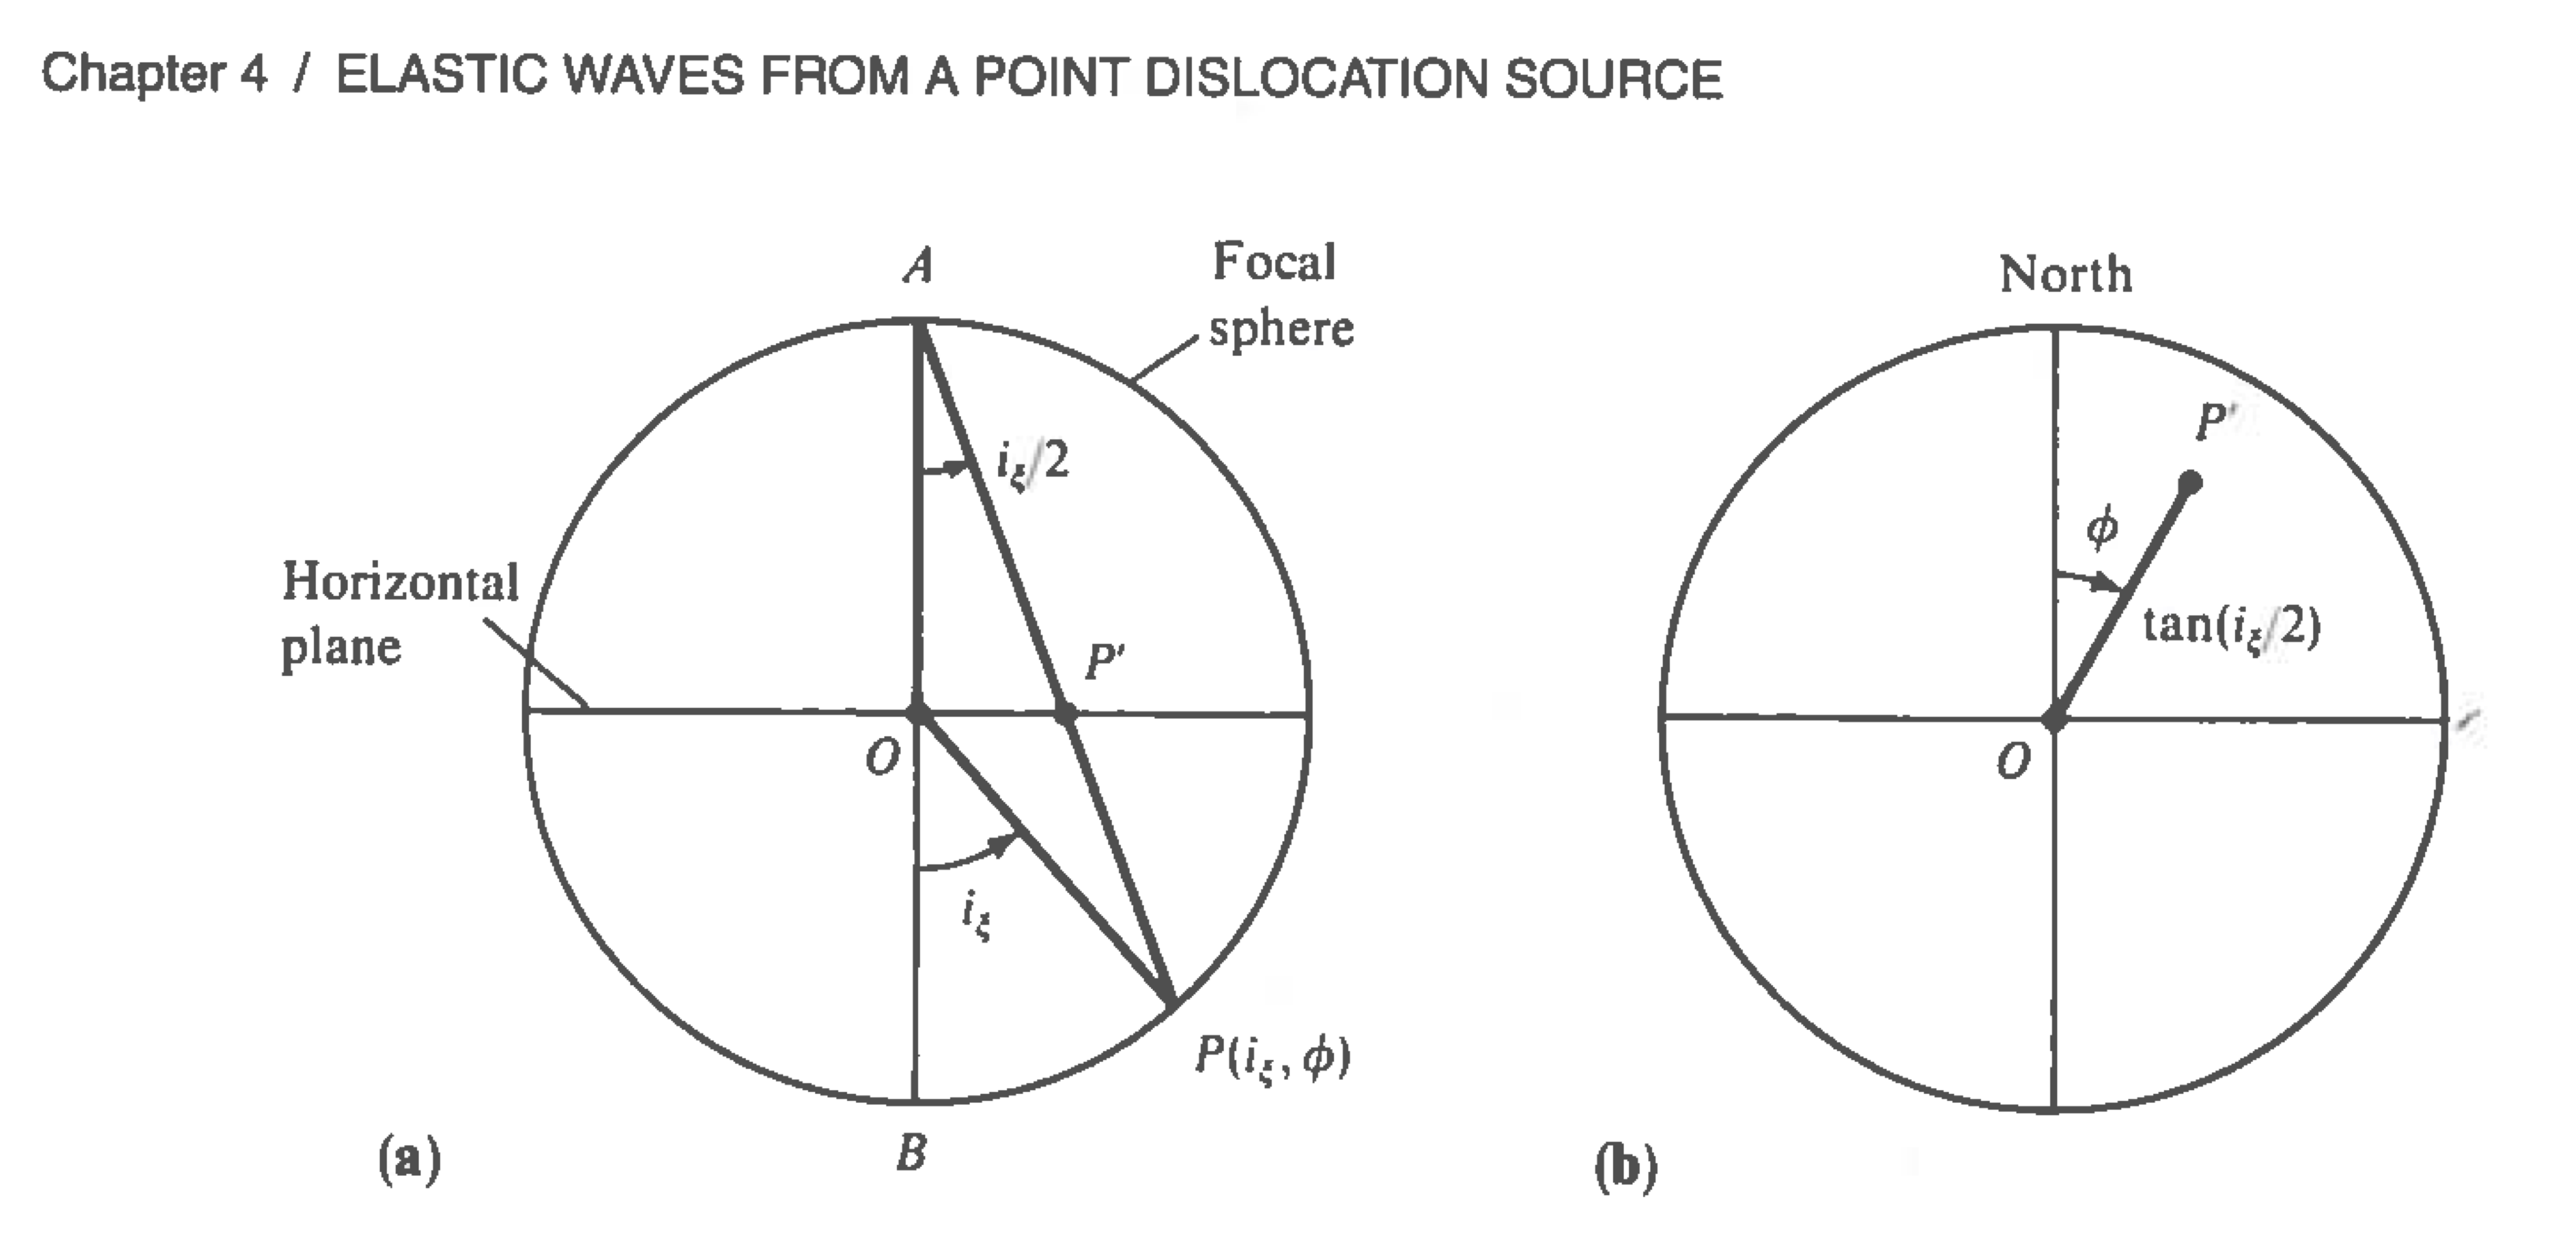 Chapter 4 / ELASTIC WAVES FROM A POINT DISLOCATION SOURCE
A
Focal
sphere
i_ξ/2
Horizontal
plane
P′
O
i_ξ
P(i_ξ, ϕ)
B
(a)
North
P′
ϕ
tan(i_ξ/2)
O
(b)